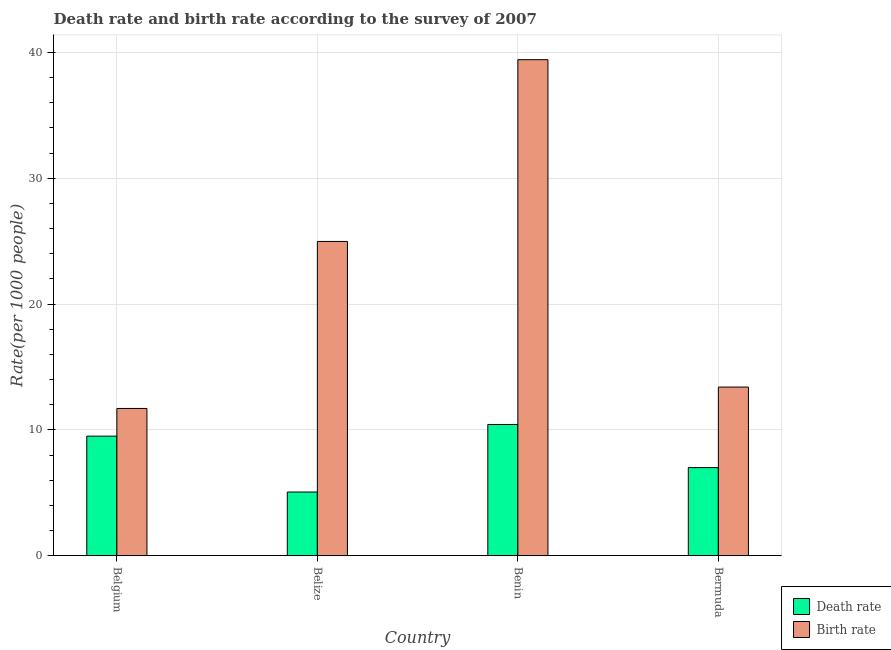 Death rate and birth rate according to the survey of 2007
Rate(per 1000 people)
40
30
20
10
0
Belgium
Belize
Benin
Bermuda
Country
Death rate
Birth rate